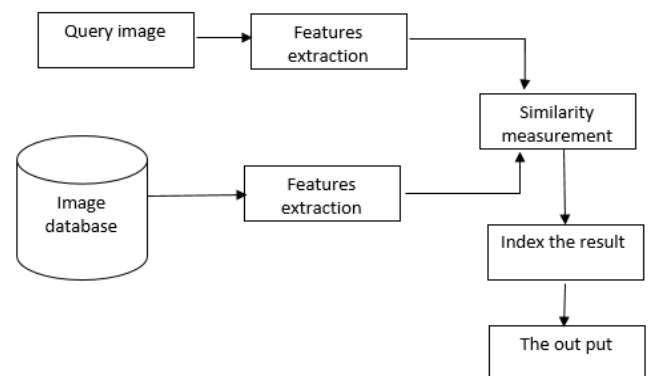 Query image
Features
extraction
Similarity
measurement
Image
database
Features
extraction
Index the result
The out put